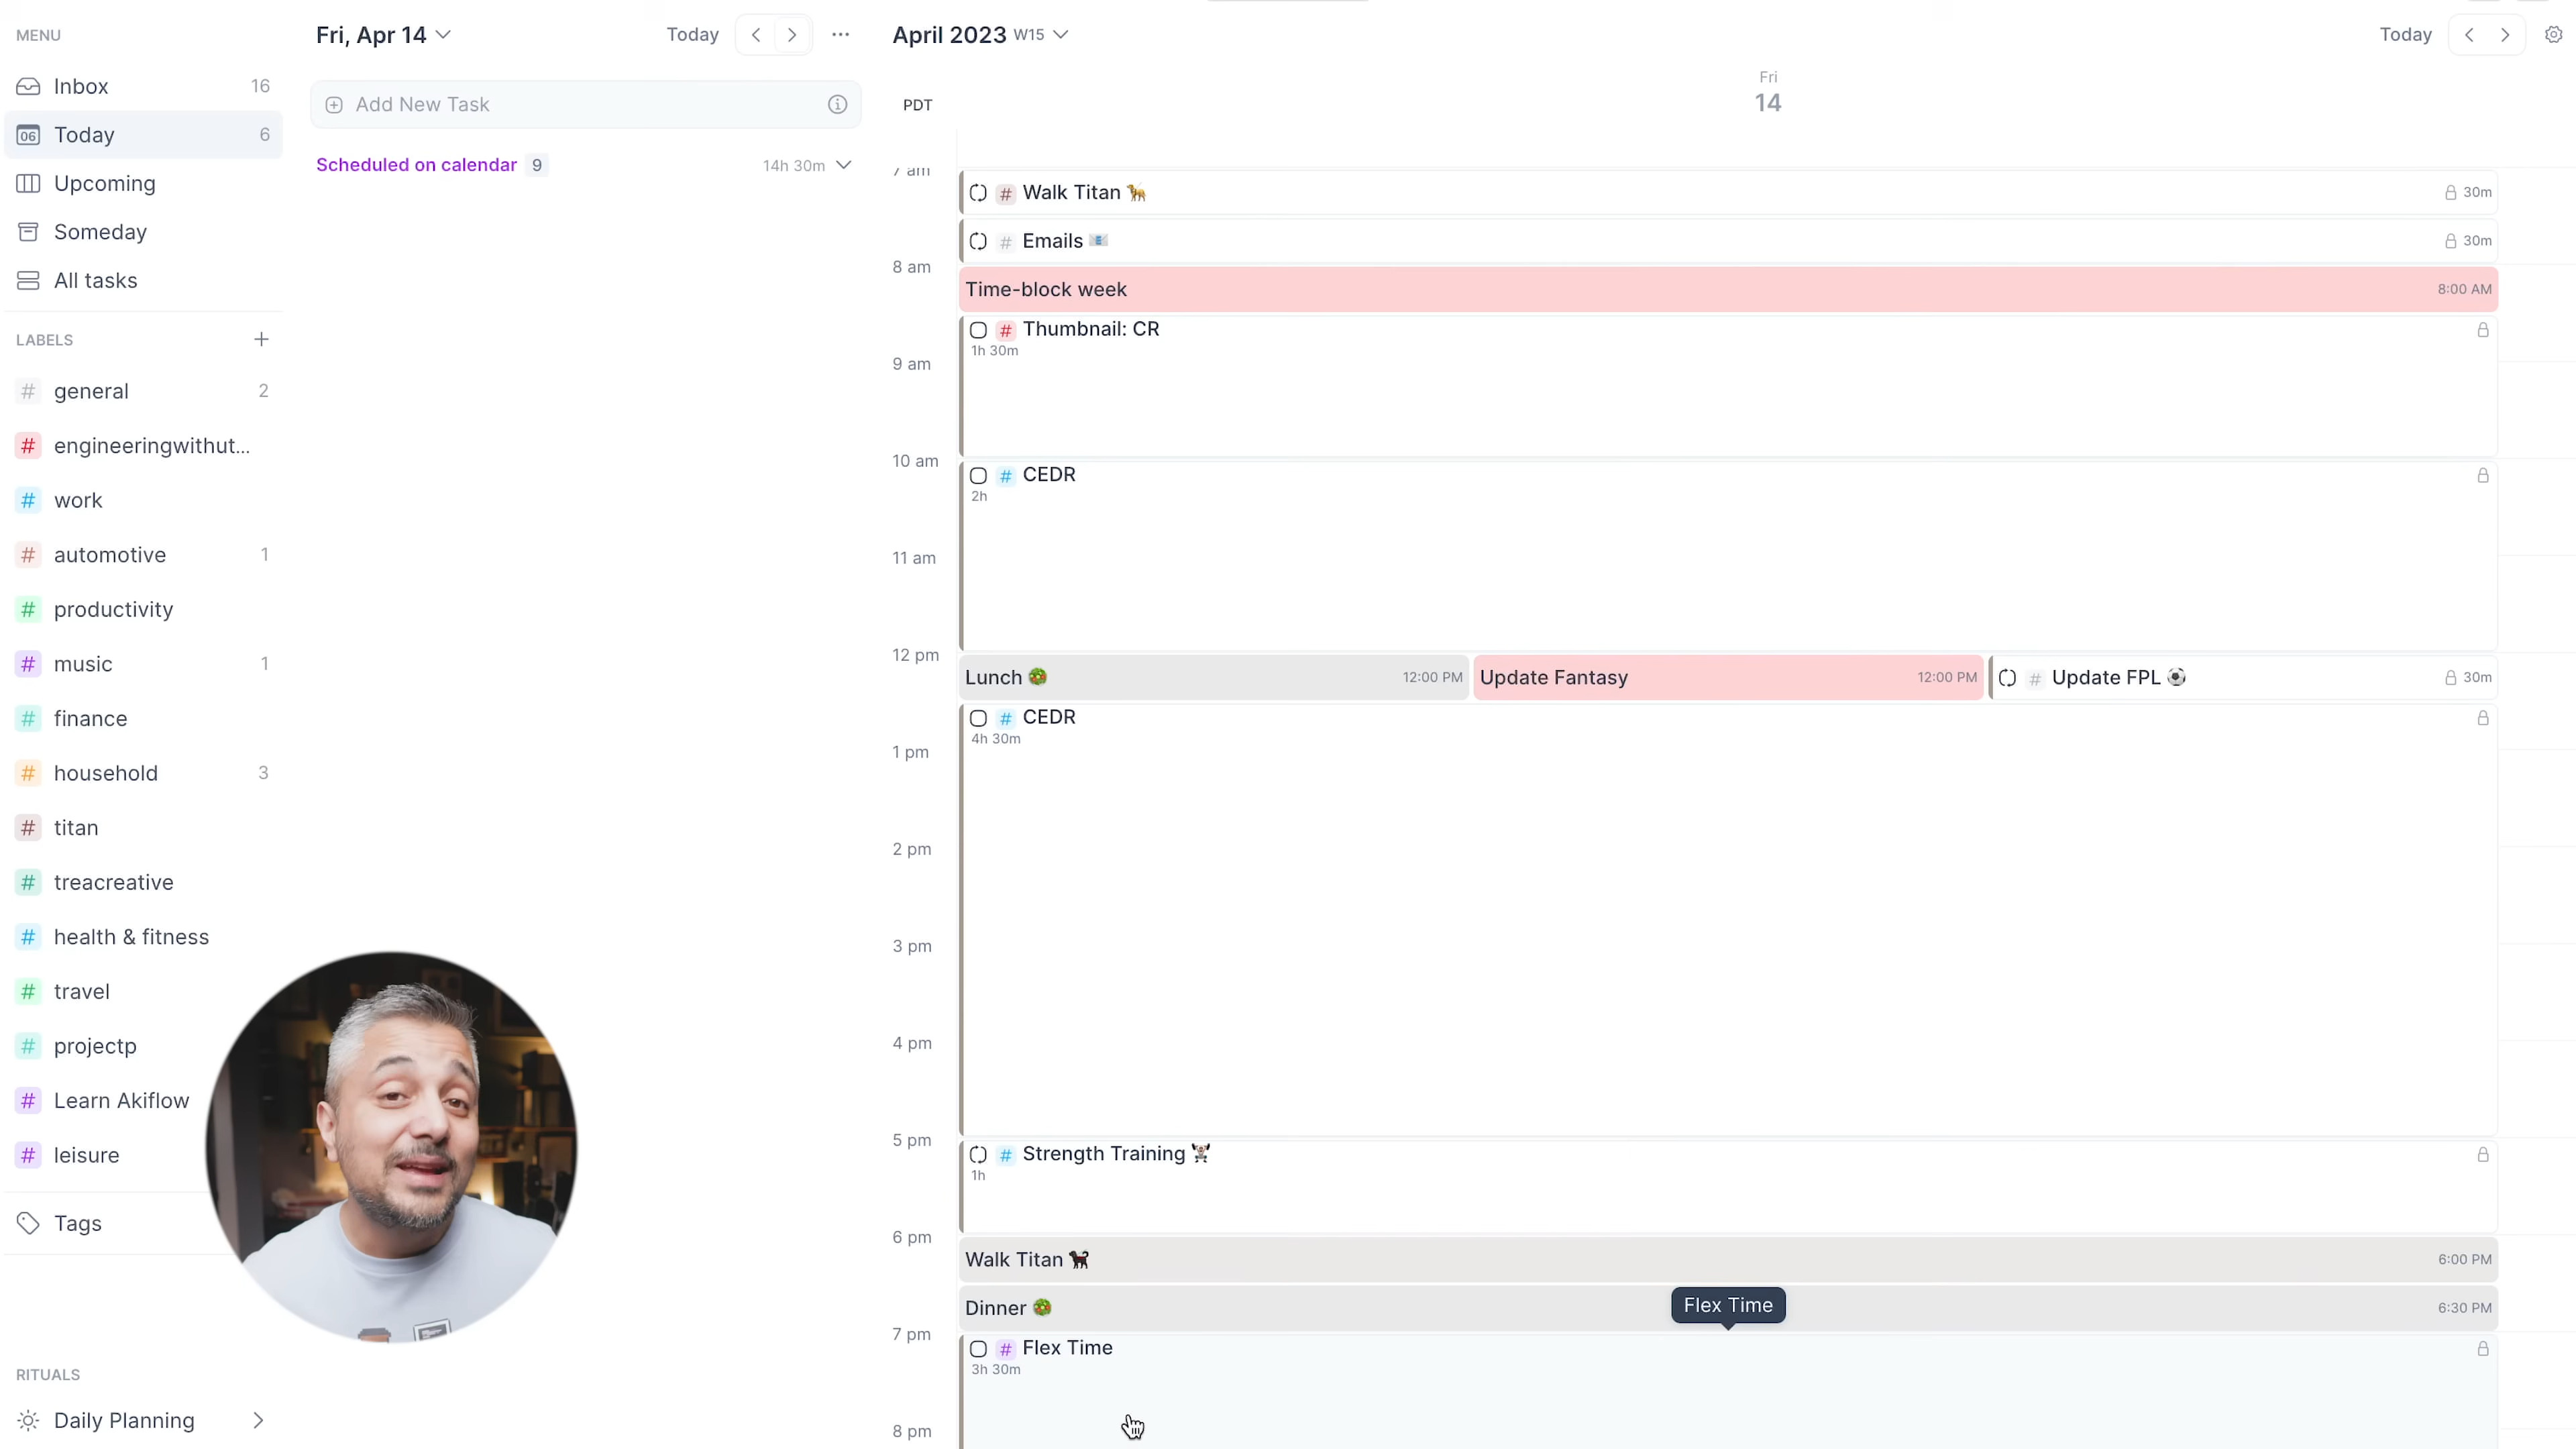 MENU
Inbox 16
Today 6
Upcoming
Someday
All tasks
LABELS
general 2
engineeringwithut...
work
automotive 1
productivity
music 1
finance
household 3
titan
treacreative
health & fitness
travel
projectp
Learn Akiflow
leisure
Tags
RITUALS
Daily Planning
Fri, Apr 14 Today
Add New Task
Scheduled on calendar 9 14h 30m
April 2023 W15 Today
Fri
14
PDT
7 am
Walk Titan 30m
Emails 30m
8 am
Time-block week 8:00 AM
Thumbnail: CR
1h 30m
9 am
10 am
CEDR
2h
11 am
12 pm
Lunch 12:00 PM Update Fantasy 12:00 PM Update FPL 30m
CEDR
4h 30m
1 pm
2 pm
3 pm
4 pm
5 pm
Strength Training
1h
6 pm
Walk Titan 6:00 PM
Dinner 6:30 PM
Flex Time
7 pm
Flex Time
3h 30m
8 pm